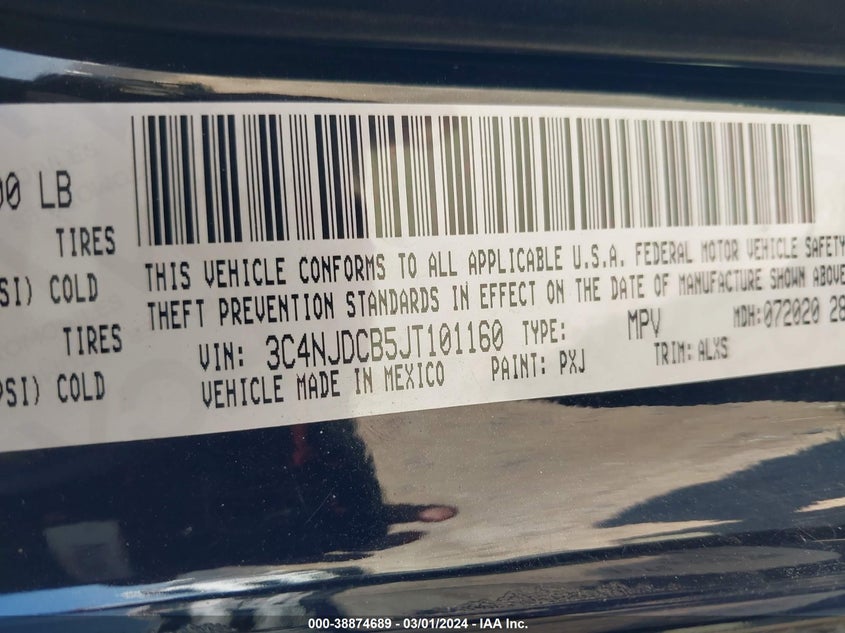 00 LB
TIRES
SI) COLD
TIRES
PSI) COLD
THIS VEHICLE CONFORMS TO ALL APPLICABLE U.S.A. FEDERAL MOTOR VEHICLE SAFETY
THEFT PREVENTION STANDARDS IN EFFECT ON THE DATE OF MANUFACTURE SHOWN ABOVE
VIN: 3C4NJDCB5JT101160 TYPE: MPV MDH: 072020 28
VEHICLE MADE IN MEXICO PAINT: PXJ TRIM: ALXS
000-38874689 - 03/01/2024 - IAA Inc.